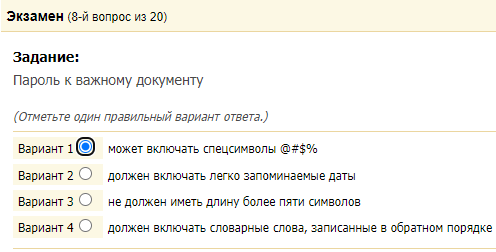 Экзамен (8-й вопрос из 20)
Задание:
Пароль к важному документу
(Отметьте один правильный вариант ответа.)
Вариант 1 может включать спецсимволы @#$%
Вариант 2 должен включать легко запоминаемые даты
Вариант 3 не должен иметь длину более пяти символов
Вариант 4 должен включать словарные слова, записанные в обратном порядке